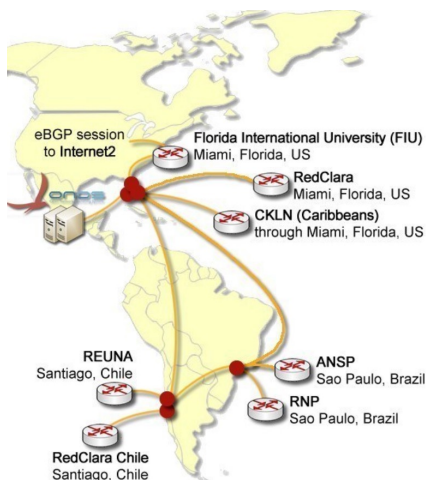 eBGP session
to Internet2
Florida International University (FIU)
Miami, Florida, US
RedClara
Miami, Florida, US
onos
CKLN (Caribbeans)
through Miami, Florida, US
REUNA
Santiago, Chile
ANSP
Sao Paulo, Brazil
RNP
Sao Paulo, Brazil
RedClara Chile
Santiago, Chile